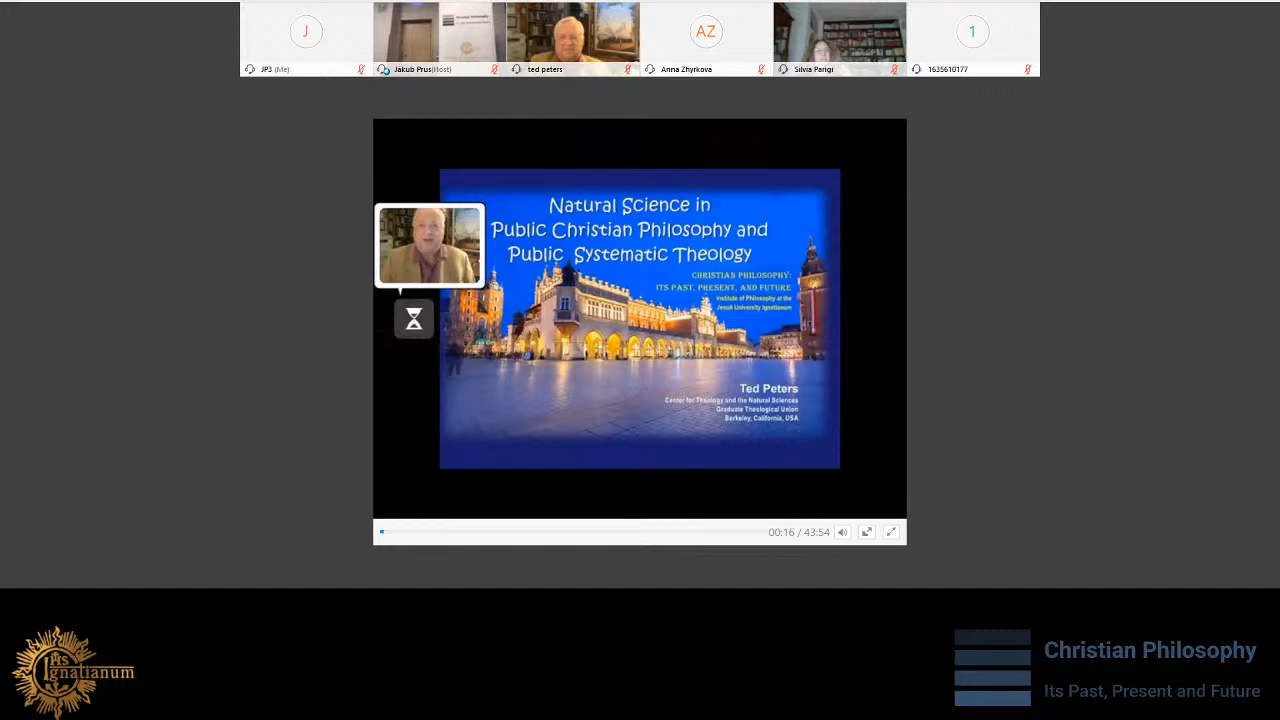 J
AZ
1
JP3 (Me)
Jakub Prus(Host)
ted peters
Anna Zhyrkova
Silvia Parigi
1635610177
Christian Philosophy
Natural Science in
Public Christian Philosophy and
Public Systematic Theology
CHRISTIAN PHILOSOPHY:
ITS PAST, PRESENT, AND FUTURE
Institute of Philosophy at the
Jesuit University Ignatianum
Ted Peters
Center for Theology and the Natural Sciences
Graduate Theological Union
Berkeley, California, USA
00:16 / 43:54
IHS
Ignatianum
Christian Philosophy
Its Past, Present and Future